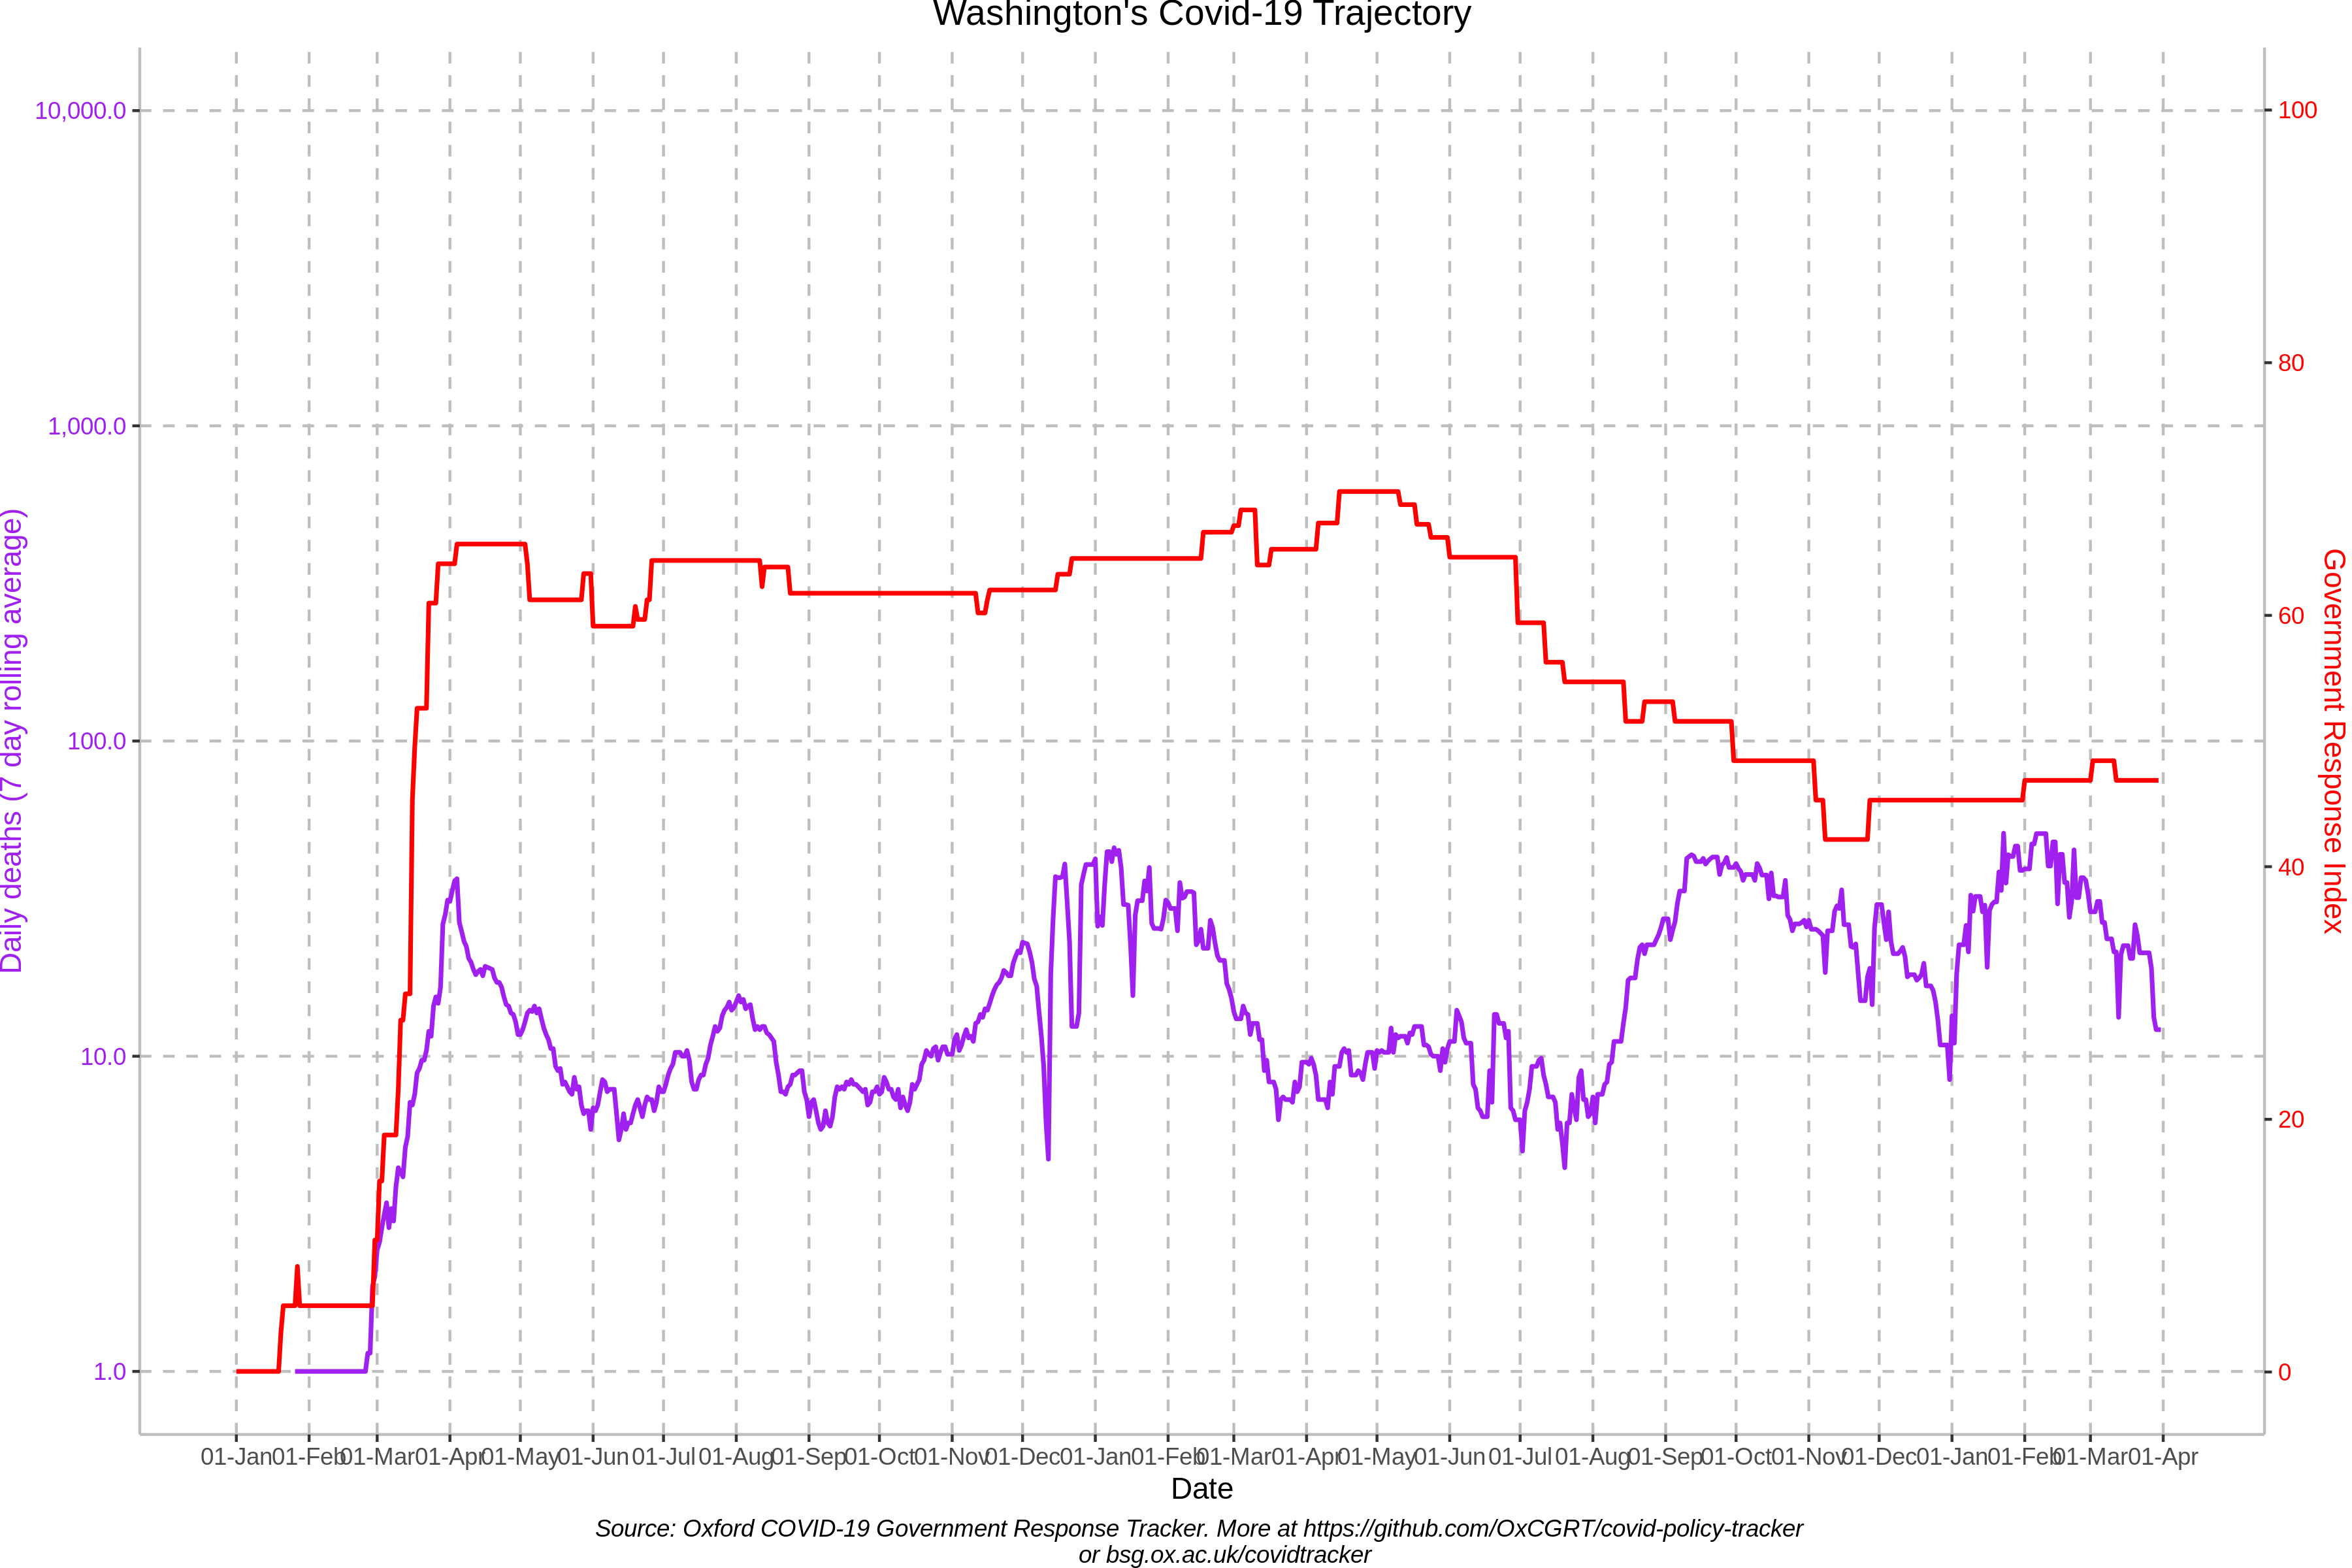 Washington's Covid-19 Trajectory
10,000.0
1,000.0
100.0
10.0
1.0
Daily deaths (7 day rolling average)
100
80
60
40
20
0
Government Response Index
01-Jan 01-Feb 01-Mar 01-Apr 01-May 01-Jun 01-Jul 01-Aug 01-Sep 01-Oct 01-Nov 01-Dec 01-Jan 01-Feb 01-Mar 01-Apr 01-May 01-Jun 01-Jul 01-Aug 01-Sep 01-Oct 01-Nov 01-Dec 01-Jan 01-Feb 01-Mar 01-Apr
Date
Source: Oxford COVID-19 Government Response Tracker. More at https://github.com/OxCGRT/covid-policy-tracker
or bsg.ox.ac.uk/covidtracker